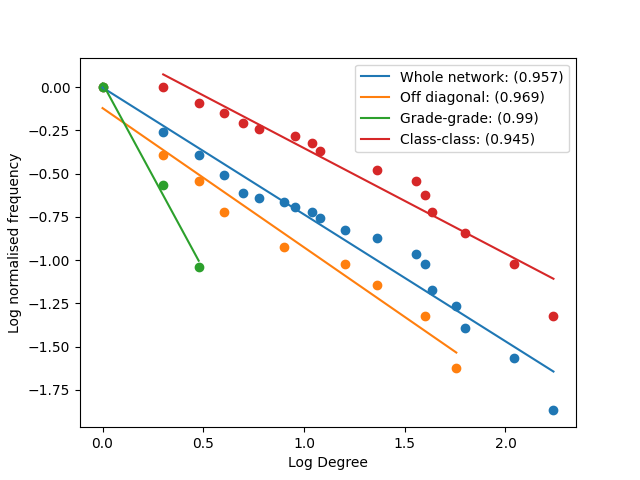 Whole network: (0.957)
Off diagonal: (0.969)
Grade-grade: (0.99)
Class-class: (0.945)
Log normalised frequency
0.00
−0.25
−0.50
−0.75
−1.00
−1.25
−1.50
−1.75
0.0 0.5 1.0 1.5 2.0
Log Degree